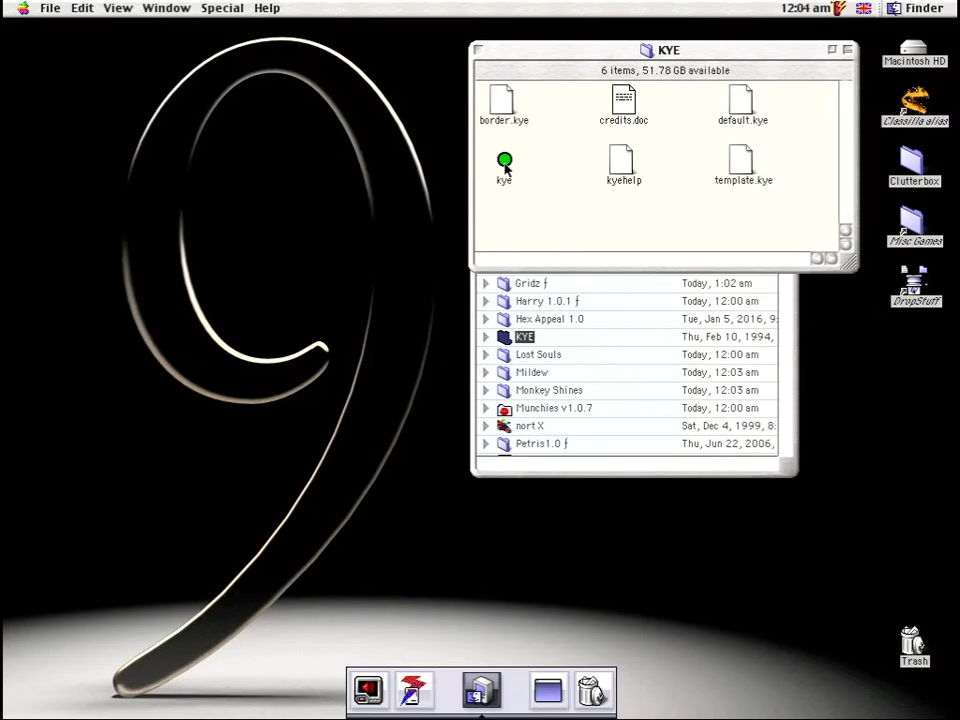 File Edit View Window Special Help 12:04 am Finder
KYE
6 items, 51.78 GB available
border.kye credits.doc default.kye
kye kyehelp template.kye
Gridz ƒ Today, 1:02 am
Harry 1.0.1 ƒ Today, 12:00 am
Hex Appeal 1.0 Tue, Jan 5, 2016, 9:
KYE Thu, Feb 10, 1994,
Lost Souls Today, 12:00 am
Mildew Today, 12:03 am
Monkey Shines Today, 12:03 am
Munchies v1.0.7 Today, 12:00 am
nort X Sat, Dec 4, 1999, 8:
Petris1.0 ƒ Thu, Jun 22, 2006,
Macintosh HD
Classilla alias
Clutterbox
Misc Games
DropStuff
Trash